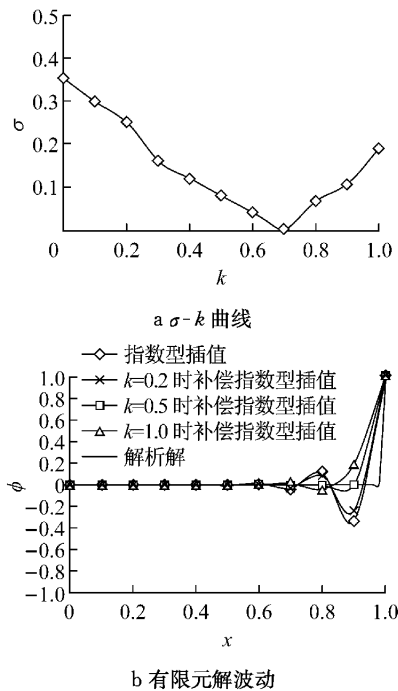 0.5
0.4
σ 0.3
0.2
0.1
0 0.2 0.4 0.6 0.8 1.0
k
a σ-k 曲线
指数型插值
k=0.2 时补偿指数型插值
k=0.5 时补偿指数型插值
k=1.0 时补偿指数型插值
解析解
1.0
0.8
0.6
0.4
0.2
ϕ 0
−0.2
−0.4
−0.6
−0.8
−1.0
0 0.2 0.4 0.6 0.8 1.0
x
b 有限元解波动